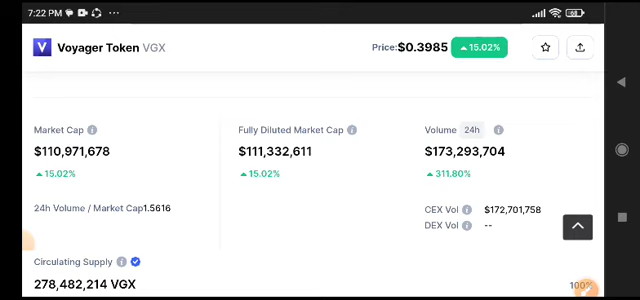 7:22 PM
V Voyager Token VGX Price:$0.3985 15.02%
Market Cap Fully Diluted Market Cap Volume 24h
$110,971,678 $111,332,611 $173,293,704
15.02% 15.02% 311.80%
24h Volume / Market Cap1.5616 CEX Vol $172,701,758
DEX Vol --
Circulating Supply
278,482,214 VGX 100%